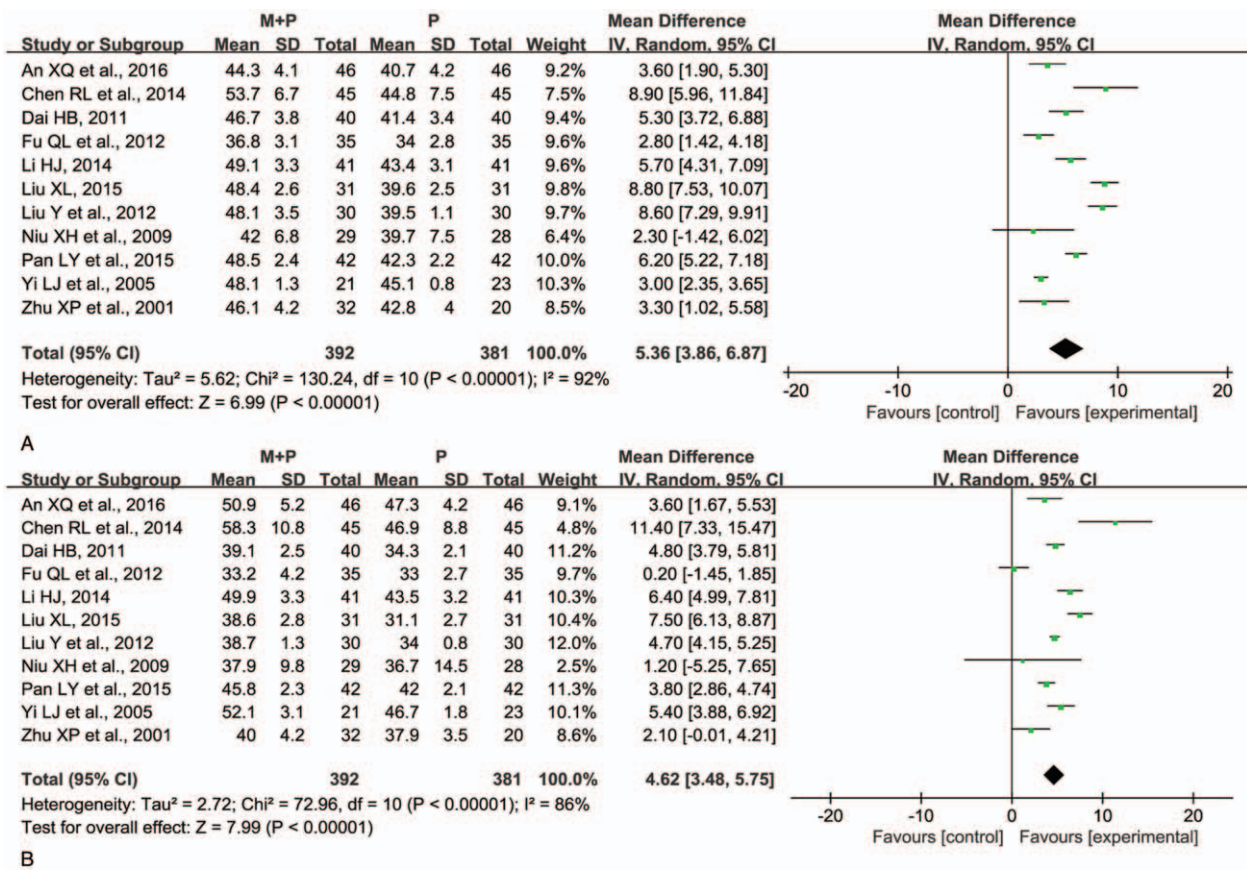 M+P P Mean Difference Mean Difference
Study or Subgroup Mean SD Total Mean SD Total Weight IV, Random, 95% CI IV, Random, 95% CI
An XQ et al., 2016 44.3 4.1 46 40.7 4.2 46 9.2% 3.60 [1.90, 5.30]
Chen RL et al., 2014 53.7 6.7 45 44.8 7.5 45 7.5% 8.90 [5.96, 11.84]
Dai HB, 2011 46.7 3.8 40 41.4 3.4 40 9.4% 5.30 [3.72, 6.88]
Fu QL et al., 2012 36.8 3.1 35 34 2.8 35 9.6% 2.80 [1.42, 4.18]
Li HJ, 2014 49.1 3.3 41 43.4 3.1 41 9.6% 5.70 [4.31, 7.09]
Liu XL, 2015 48.4 2.6 31 39.6 2.5 31 9.8% 8.80 [7.53, 10.07]
Liu Y et al., 2012 48.1 3.5 30 39.5 1.1 30 9.7% 8.60 [7.29, 9.91]
Niu XH et al., 2009 42 6.8 29 39.7 7.5 28 6.4% 2.30 [-1.42, 6.02]
Pan LY et al., 2015 48.5 2.4 42 42.3 2.2 42 10.0% 6.20 [5.22, 7.18]
Yi LJ et al., 2005 48.1 1.3 21 45.1 0.8 23 10.3% 3.00 [2.35, 3.65]
Zhu XP et al., 2001 46.1 4.2 32 42.8 4 20 8.5% 3.30 [1.02, 5.58]
Total (95% CI) 392 381 100.0% 5.36 [3.86, 6.87]
Heterogeneity: Tau² = 5.62; Chi² = 130.24, df = 10 (P < 0.00001); I² = 92%
Test for overall effect: Z = 6.99 (P < 0.00001)
-20 -10 0 10 20
Favours [control] Favours [experimental]
A
M+P P Mean Difference Mean Difference
Study or Subgroup Mean SD Total Mean SD Total Weight IV, Random, 95% CI IV, Random, 95% CI
An XQ et al., 2016 50.9 5.2 46 47.3 4.2 46 9.1% 3.60 [1.67, 5.53]
Chen RL et al., 2014 58.3 10.8 45 46.9 8.8 45 4.8% 11.40 [7.33, 15.47]
Dai HB, 2011 39.1 2.5 40 34.3 2.1 40 11.2% 4.80 [3.79, 5.81]
Fu QL et al., 2012 33.2 4.2 35 33 2.7 35 9.7% 0.20 [-1.45, 1.85]
Li HJ, 2014 49.9 3.3 41 43.5 3.2 41 10.3% 6.40 [4.99, 7.81]
Liu XL, 2015 38.6 2.8 31 31.1 2.7 31 10.4% 7.50 [6.13, 8.87]
Liu Y et al., 2012 38.7 1.3 30 34 0.8 30 12.0% 4.70 [4.15, 5.25]
Niu XH et al., 2009 37.9 9.8 29 36.7 14.5 28 2.5% 1.20 [-5.25, 7.65]
Pan LY et al., 2015 45.8 2.3 42 42 2.1 42 11.3% 3.80 [2.86, 4.74]
Yi LJ et al., 2005 52.1 3.1 21 46.7 1.8 23 10.1% 5.40 [3.88, 6.92]
Zhu XP et al., 2001 40 4.2 32 37.9 3.5 20 8.6% 2.10 [-0.01, 4.21]
Total (95% CI) 392 381 100.0% 4.62 [3.48, 5.75]
Heterogeneity: Tau² = 2.72; Chi² = 72.96, df = 10 (P < 0.00001); I² = 86%
Test for overall effect: Z = 7.99 (P < 0.00001)
-20 -10 0 10 20
Favours [control] Favours [experimental]
B